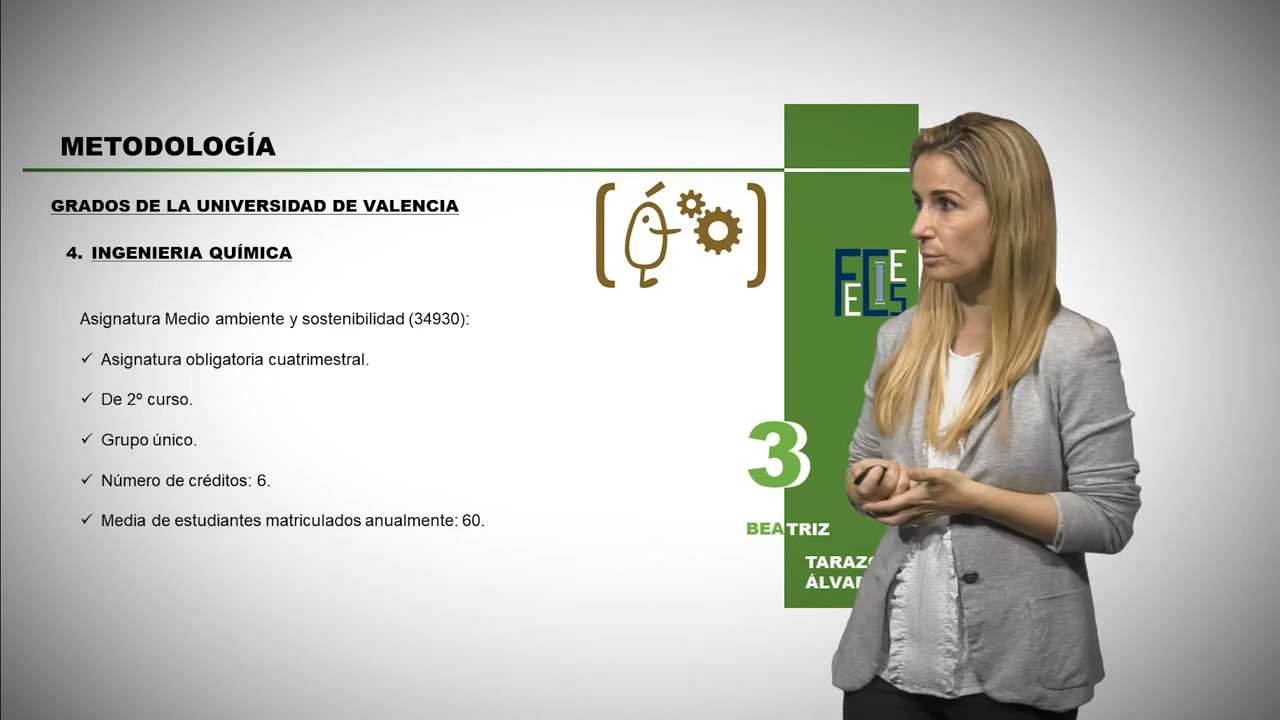 METODOLOGÍA
GRADOS DE LA UNIVERSIDAD DE VALENCIA
4. INGENIERIA QUÍMICA
Asignatura Medio ambiente y sostenibilidad (34930):
✓ Asignatura obligatoria cuatrimestral.
✓ De 2º curso.
✓ Grupo único.
✓ Número de créditos: 6.
✓ Media de estudiantes matriculados anualmente: 60.
3
BEATRIZ